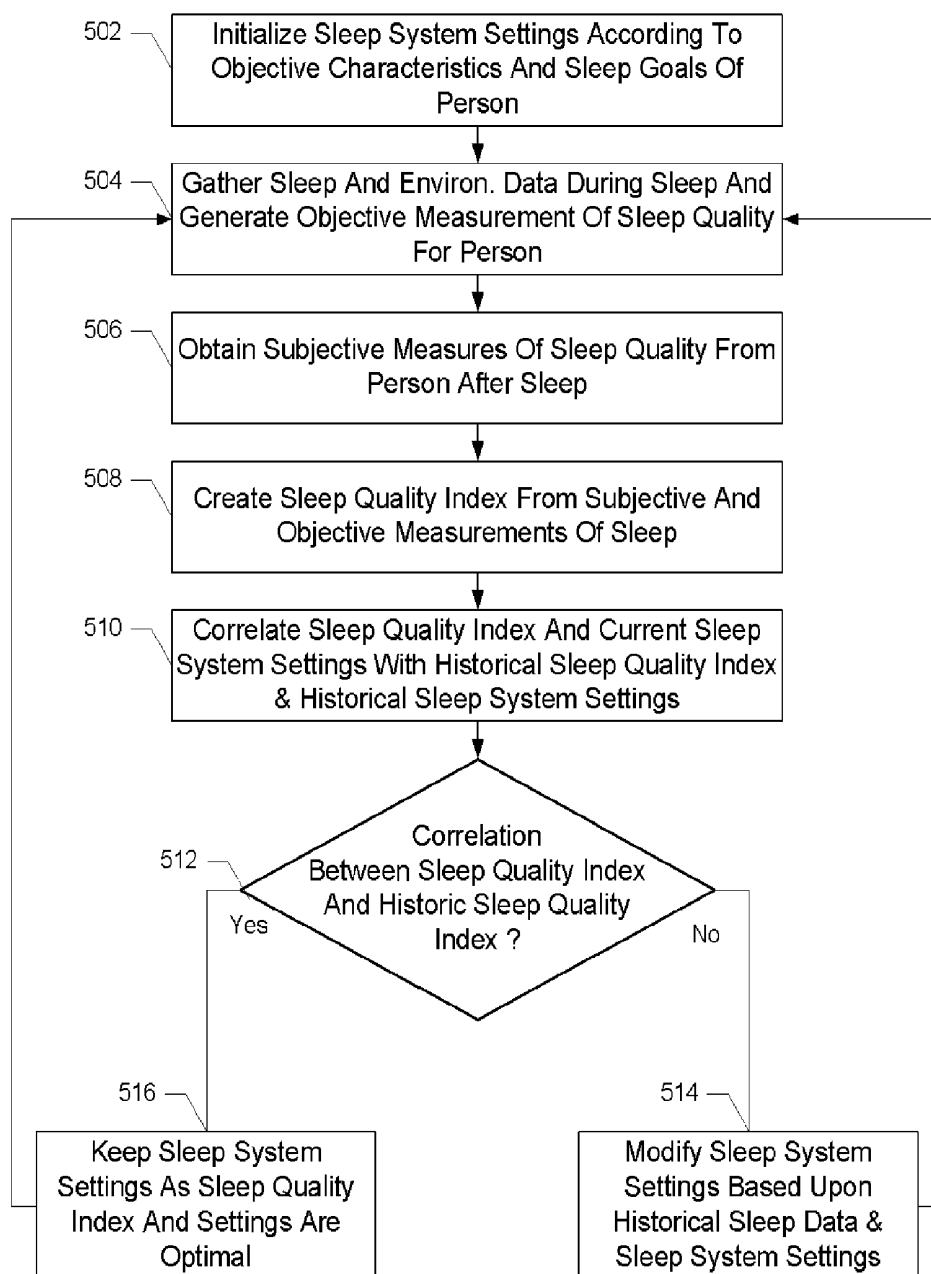 502
Initialize Sleep System Settings According To
Objective Characteristics And Sleep Goals Of
Person
504
Gather Sleep And Environ. Data During Sleep And
Generate Objective Measurement Of Sleep Quality
For Person
506
Obtain Subjective Measures Of Sleep Quality From
Person After Sleep
508
Create Sleep Quality Index From Subjective And
Objective Measurements Of Sleep
510
Correlate Sleep Quality Index And Current Sleep
System Settings With Historical Sleep Quality Index
& Historical Sleep System Settings
512
Correlation
Between Sleep Quality Index
And Historic Sleep Quality
Index ?
Yes
No
516
Keep Sleep System
Settings As Sleep Quality
Index And Settings Are
Optimal
514
Modify Sleep System
Settings Based Upon
Historical Sleep Data &
Sleep System Settings